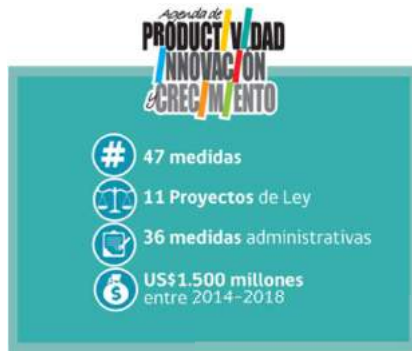 Agenda de
PRODUCTIVIDAD
INNOVACIÓN
y CRECIMIENTO
#
47 medidas
11 Proyectos de Ley
36 medidas administrativas
$
US$1.500 millones
entre 2014-2018